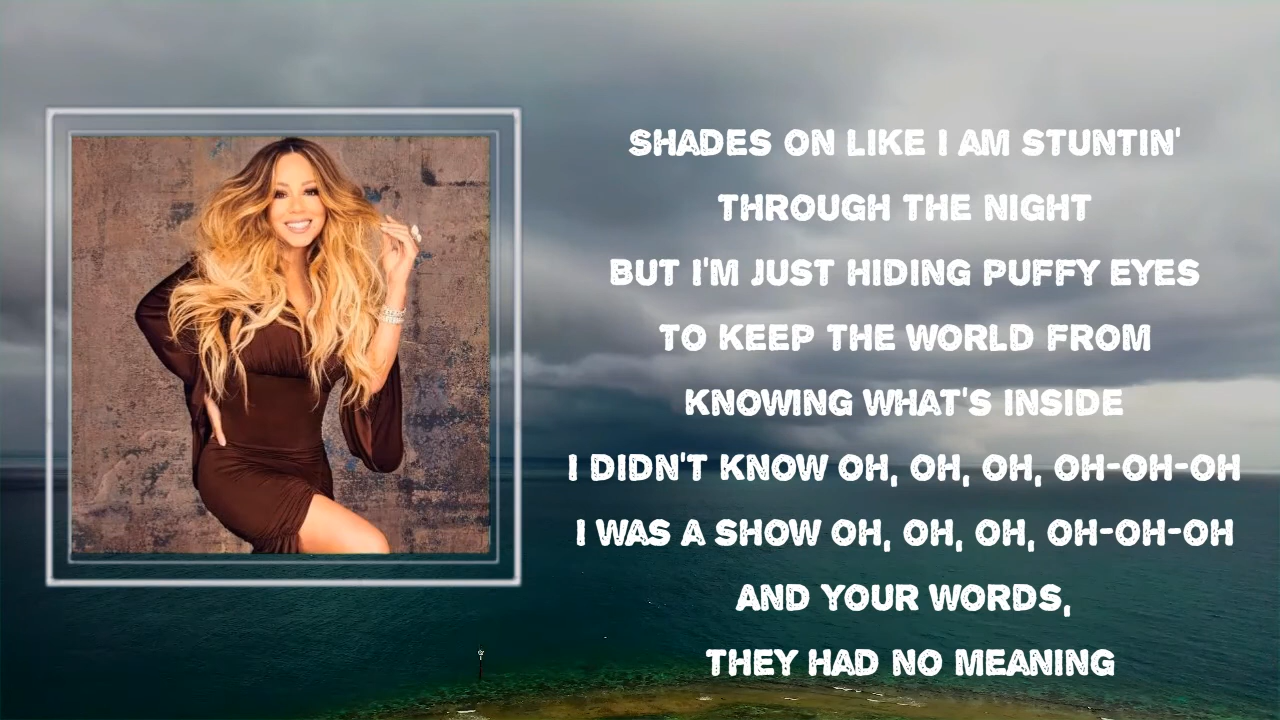 SHADES ON LIKE I AM STUNTIN'
THROUGH THE NIGHT
BUT I'M JUST HIDING PUFFY EYES
TO KEEP THE WORLD FROM
KNOWING WHAT'S INSIDE
I DIDN'T KNOW OH, OH, OH, OH-OH-OH
I WAS A SHOW OH, OH, OH, OH-OH-OH
AND YOUR WORDS,
THEY HAD NO MEANING